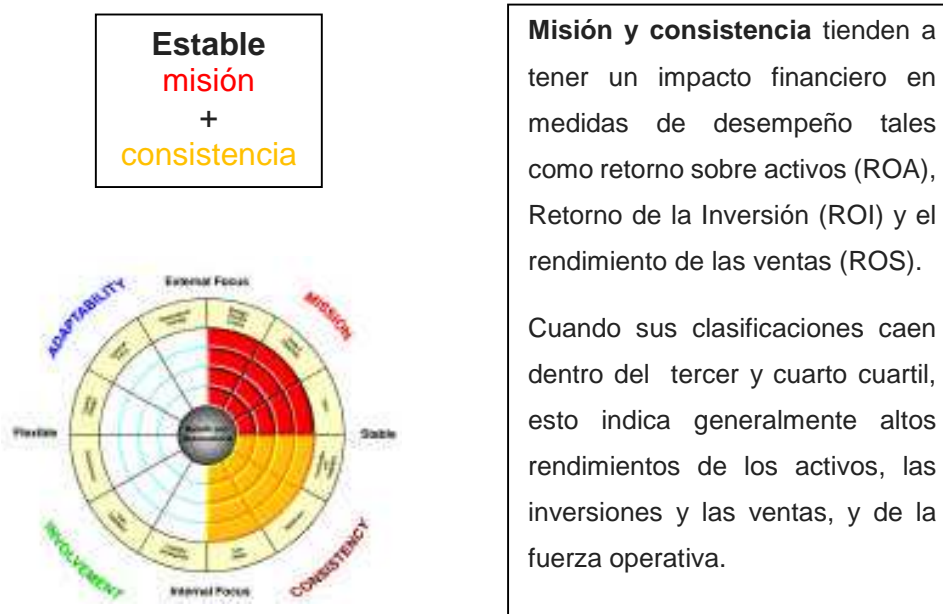 Estable
misión
+
consistencia
External Focus
ADAPTABILITY
MISSION
Flexible
Stable
INVOLVEMENT
CONSISTENCY
Internal Focus
Misión y consistencia tienden a
tener un impacto financiero en
medidas de desempeño tales
como retorno sobre activos (ROA),
Retorno de la Inversión (ROI) y el
rendimiento de las ventas (ROS).
Cuando sus clasificaciones caen
dentro del tercer y cuarto cuartil,
esto indica generalmente altos
rendimientos de los activos, las
inversiones y las ventas, y de la
fuerza operativa.